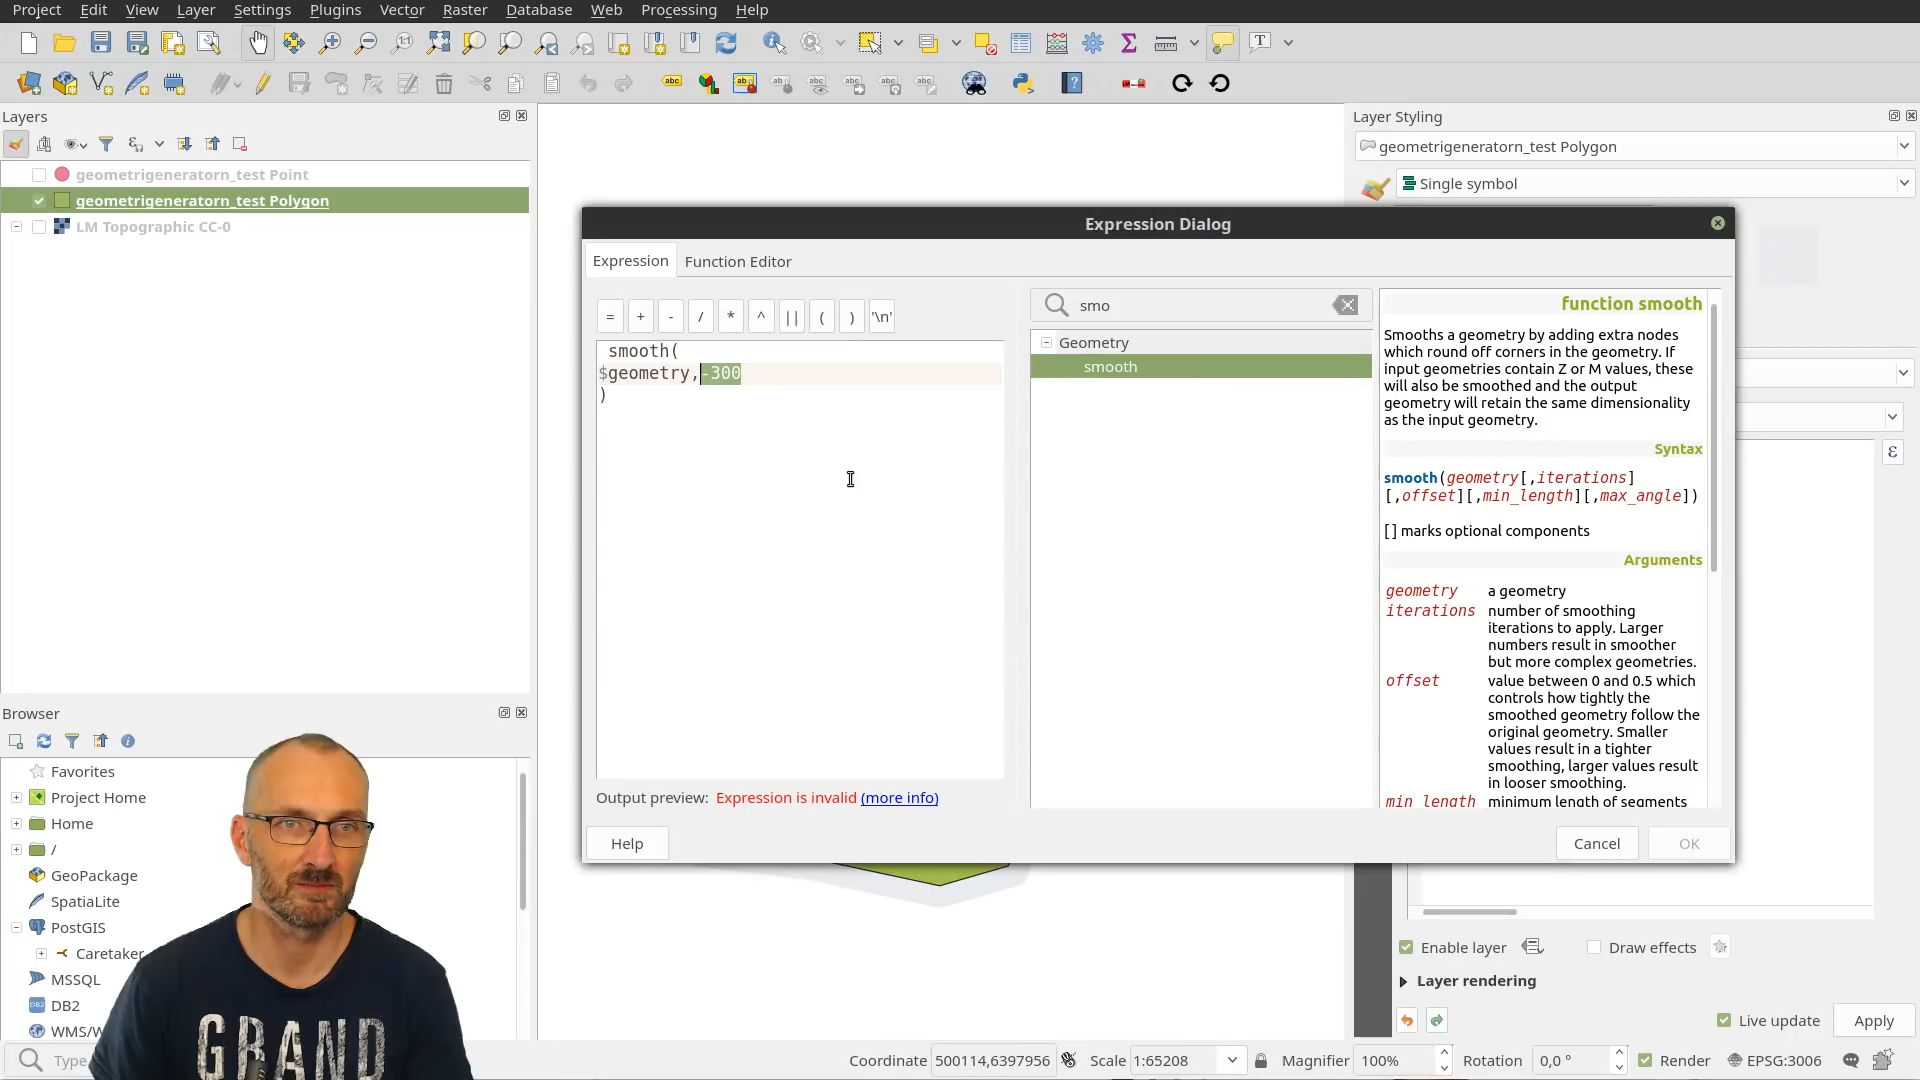 Project Edit View Layer Settings Plugins Vector Raster Database Web Processing Help
Layers
geometrigeneratorn_test Point
geometrigeneratorn_test Polygon
LM Topographic CC-0
Layer Styling
geometrigeneratorn_test Polygon
Single symbol
Expression Dialog
Expression Function Editor
= + - / * ^ || ( ) '\n'
smooth(
$geometry,-300
)
Output preview: Expression is invalid (more info)
smo
Geometry
smooth
function smooth
Smooths a geometry by adding extra nodes
which round off corners in the geometry. If
input geometries contain Z or M values, these
will also be smoothed and the output
geometry will retain the same dimensionality
as the input geometry.
Syntax
smooth(geometry[,iterations]
[,offset][,min_length][,max_angle])
[ ] marks optional components
Arguments
geometry a geometry
iterations number of smoothing
iterations to apply. Larger
numbers result in smoother
but more complex geometries.
offset value between 0 and 0.5 which
controls how tightly the
smoothed geometry follow the
original geometry. Smaller
values result in a tighter
smoothing, larger values result
in looser smoothing.
min_length minimum length of segments
Help Cancel OK
Browser
Favorites
Project Home
Home
/
GeoPackage
SpatiaLite
PostGIS
Caretaker
MSSQL
DB2
WMS/W
Type
GRAND
Enable layer Draw effects
Layer rendering
Live update Apply
Coordinate 500114,6397956 Scale 1:65208 Magnifier 100% Rotation 0,0 ° Render EPSG:3006